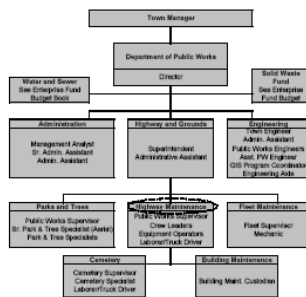 Town Manager
Department of Public Works
Director
Water and Sewer
See Enterprise Fund
Budget Book
Solid Waste
Fund
See Enterprise
Fund Budget
Administration
Management Analyst
Sr. Admin. Assistant
Admin. Assistant
Highway and Grounds
Superintendent
Administrative Assistant
Engineering
Town Engineer
Admin. Assistant
Public Works Engineers
Asst. PW Engineer
GIS Program Coordinator
Engineering Aide
Parks and Trees
Public Works Supervisor
Sr. Park & Tree Specialist (Aerial)
Park & Tree Specialists
Highway Maintenance
Public Works Supervisor
Crew Leaders
Equipment Operators
Laborer/Truck Driver
Fleet Maintenance
Fleet Supervisor
Mechanic
Cemetery
Cemetery Supervisor
Cemetery Specialist
Laborer/Truck Driver
Building Maintenance
Building Maint. Custodian